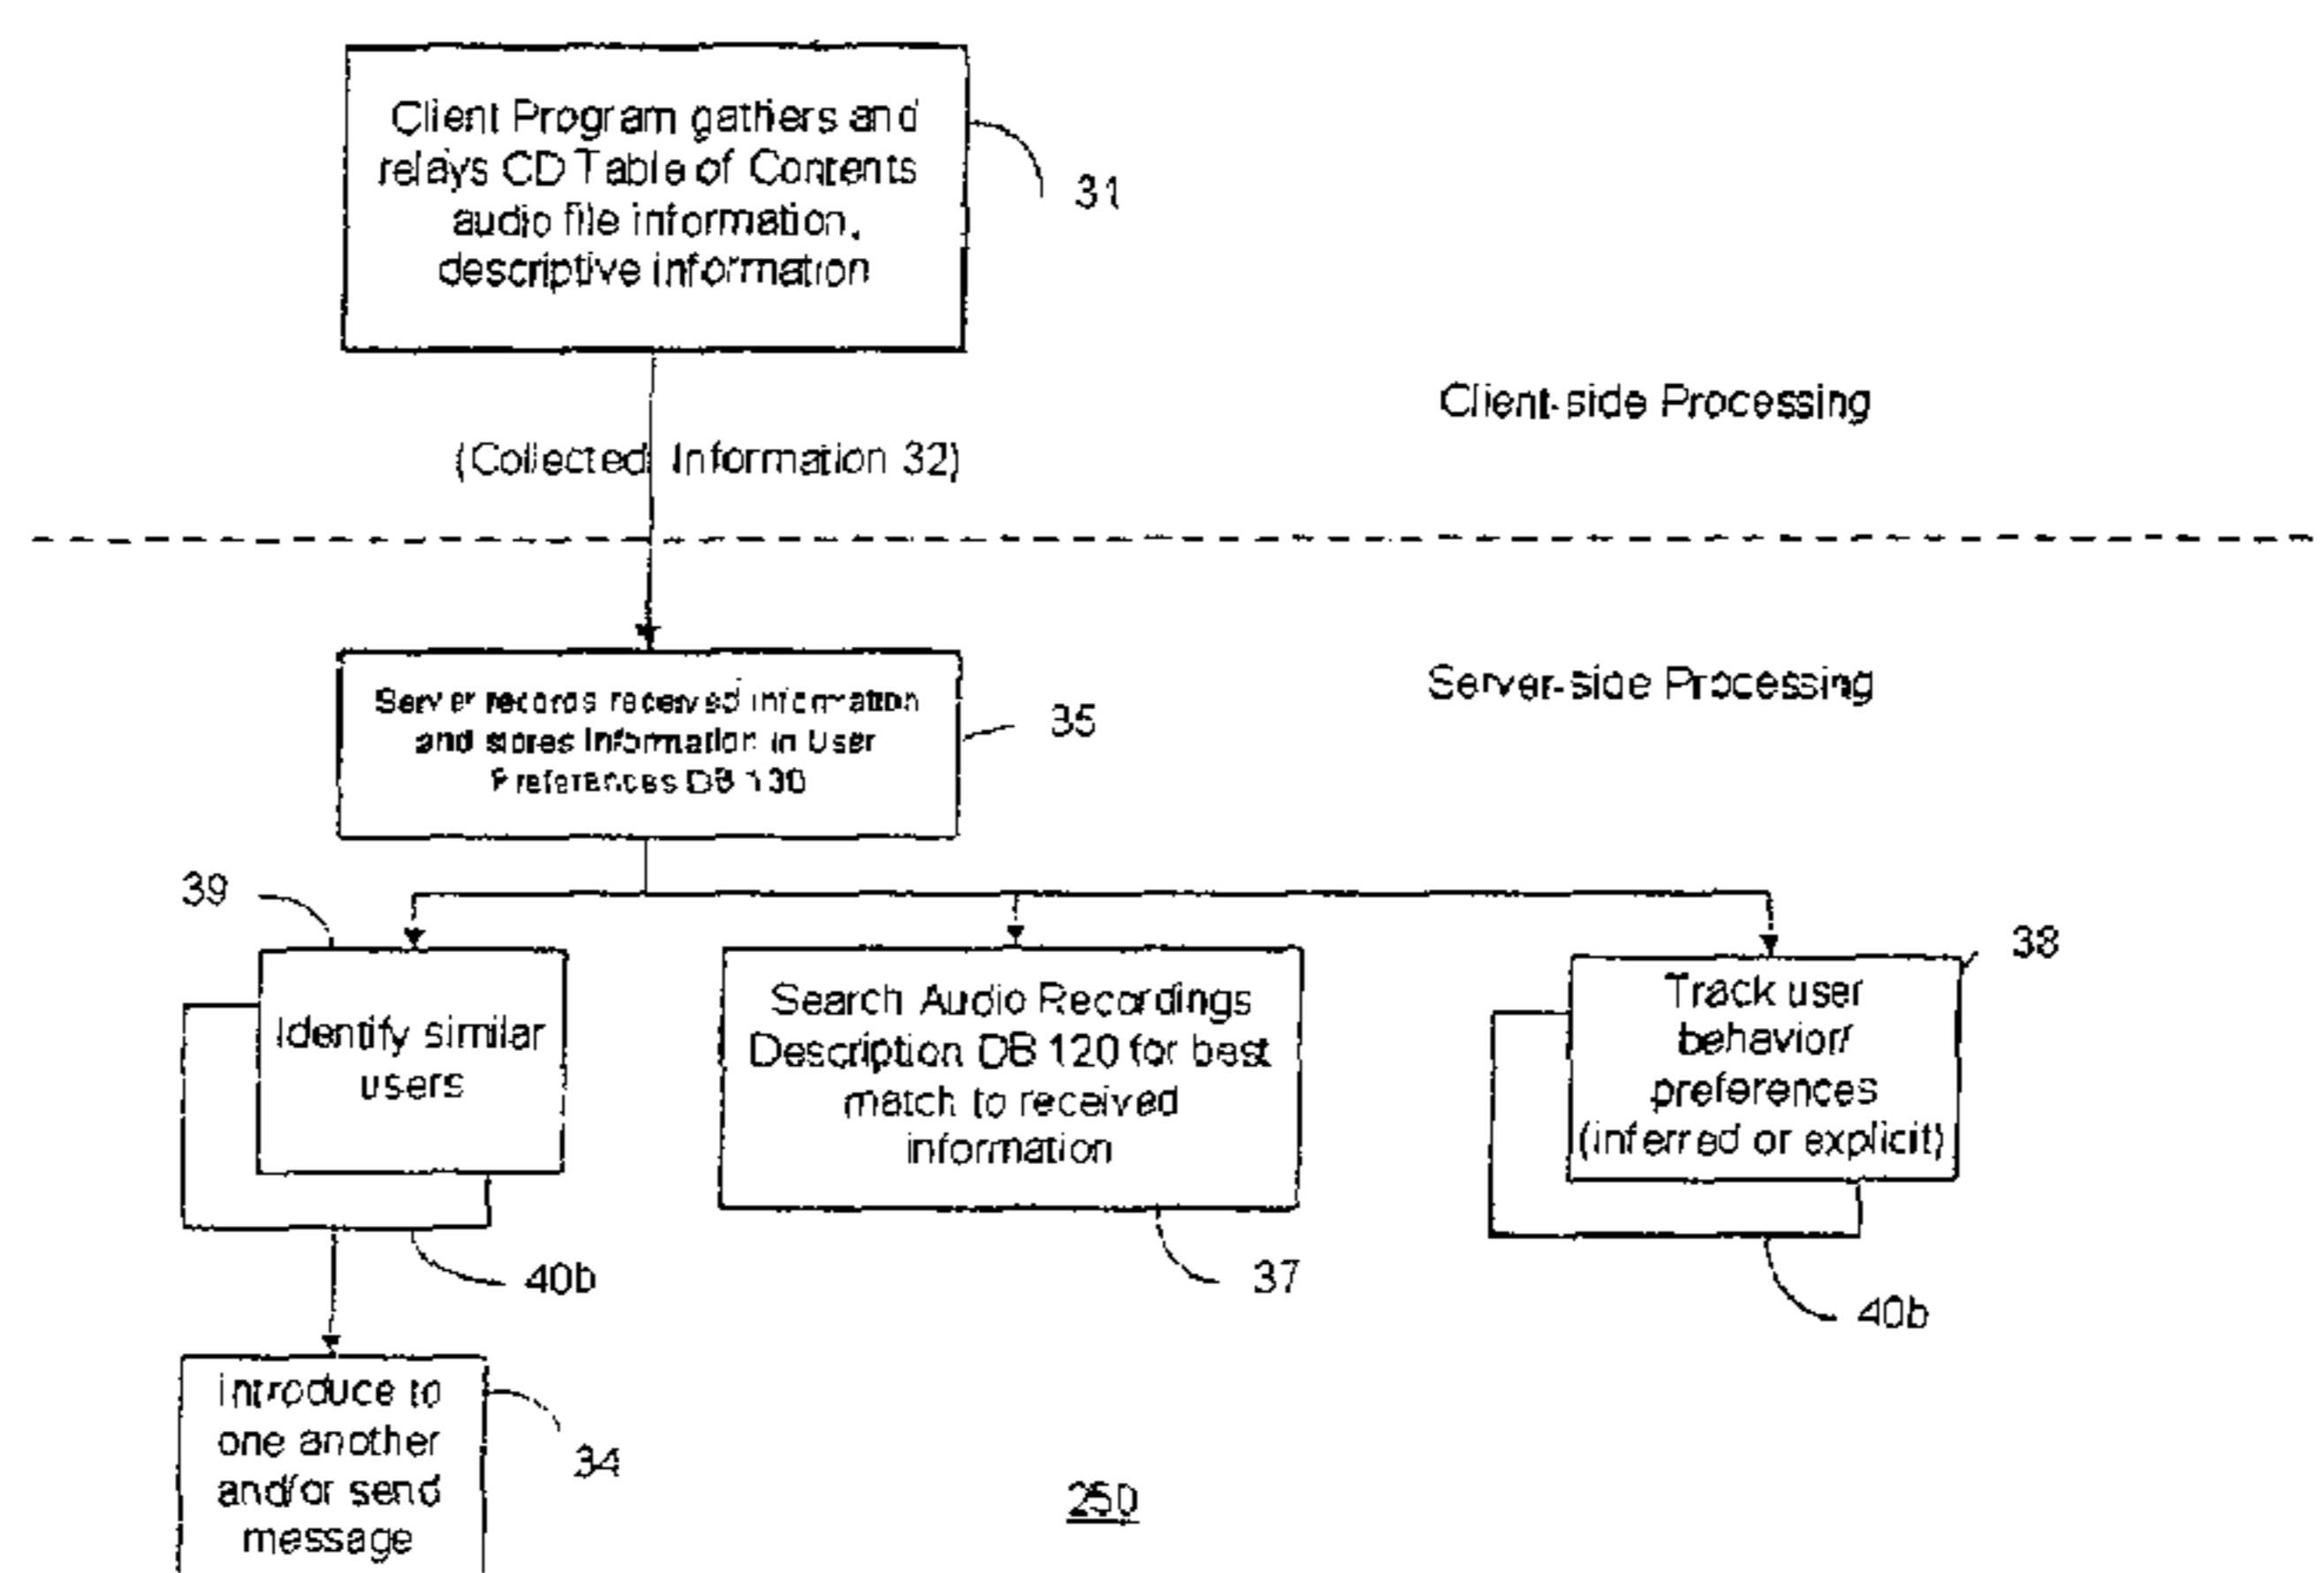 Client Program gathers and
relays CD Table of Contents
audio file information,
descriptive information
31
Client-side Processing
(Collected Information 32)
Server-side Processing
Server records received information
and stores information in User
Preferences DB 130
35
39
38
Identify similar
users
Search Audio Recordings
Description DB 120 for best
match to received
information
Track user
behavior/
preferences
(inferred or explicit)
40b
37
40b
introduce to
one another
and/or send
message
34
250